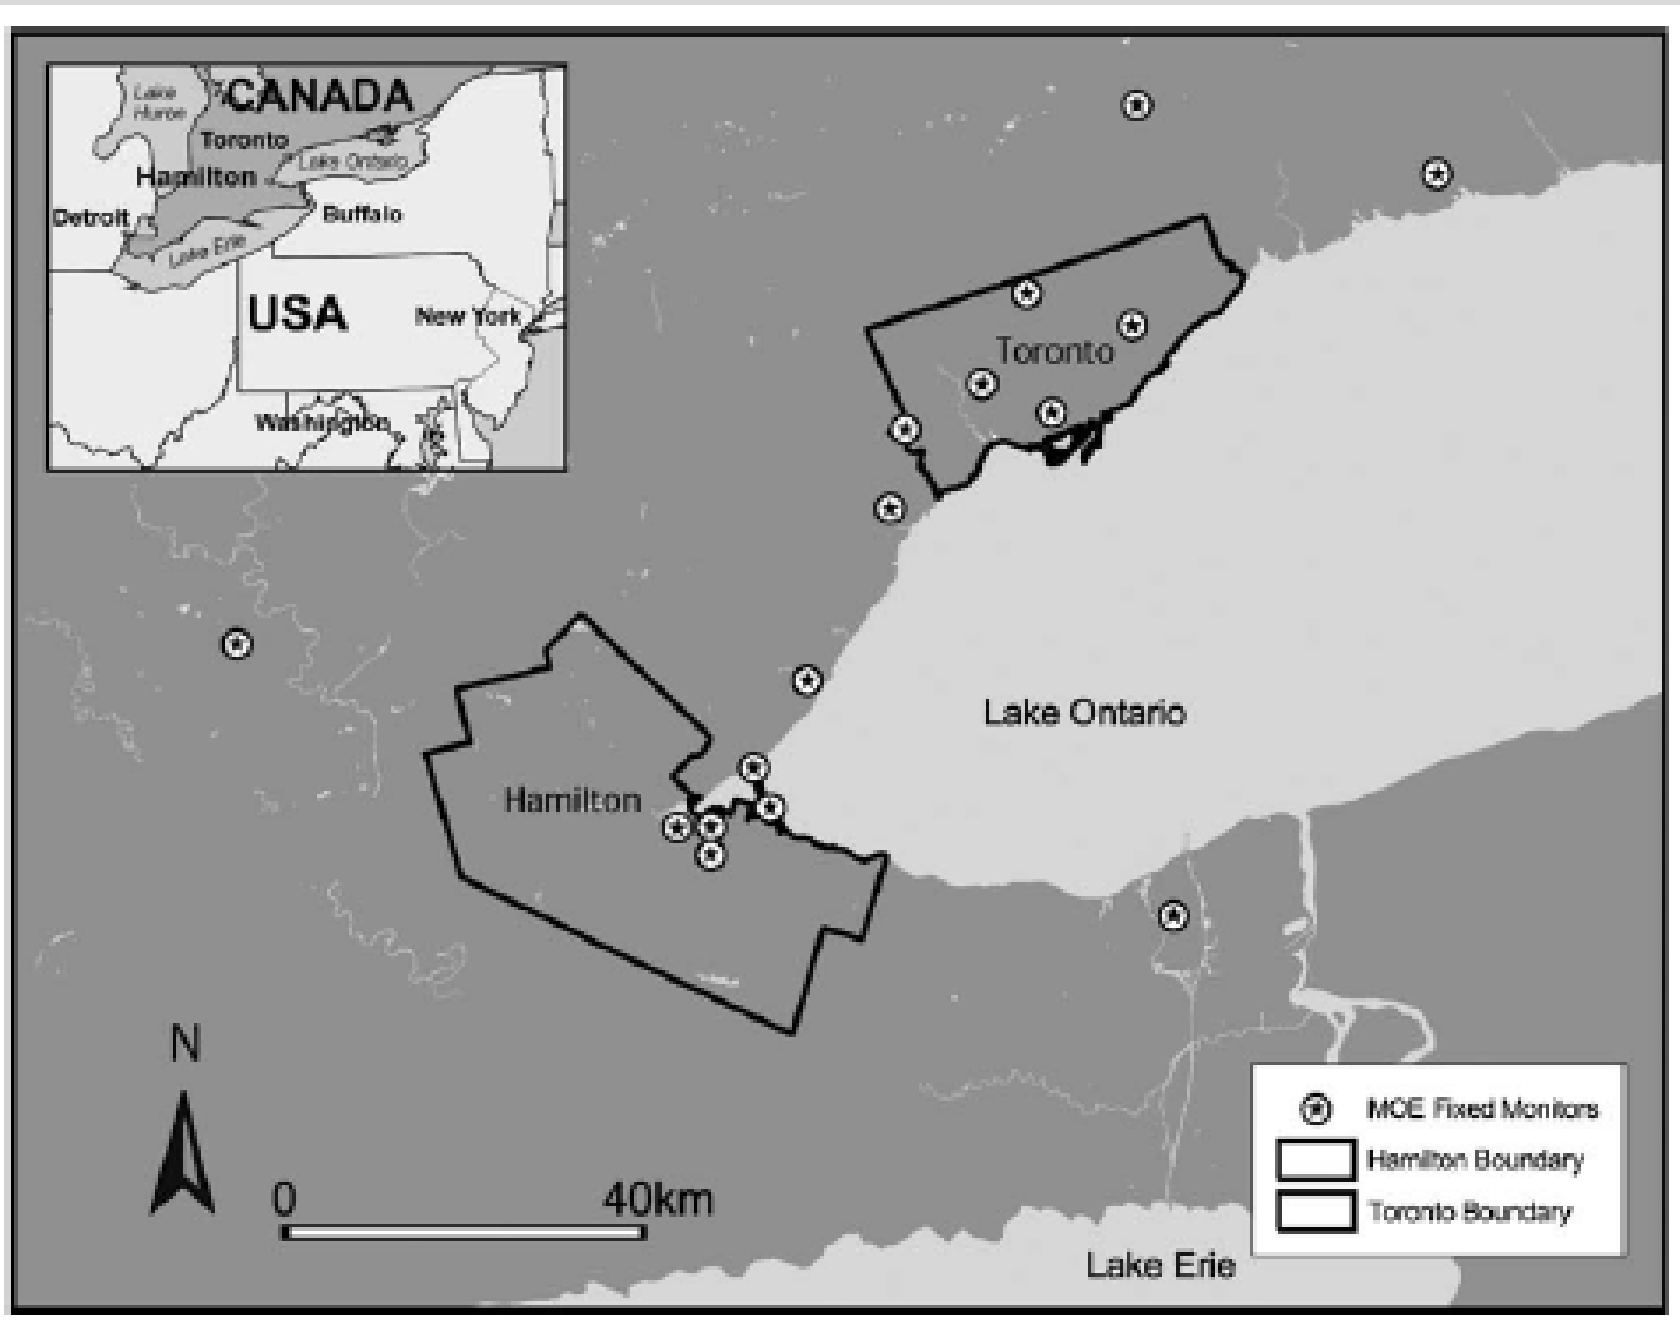 Lake
Huron
CANADA
Toronto
Lake Ontario
Hamilton
Detroit
Buffalo
Lake Erie
USA
New York
Washington
Toronto
Lake Ontario
Hamilton
N
0 40km
MOE Fixed Monitors
Hamilton Boundary
Toronto Boundary
Lake Erie